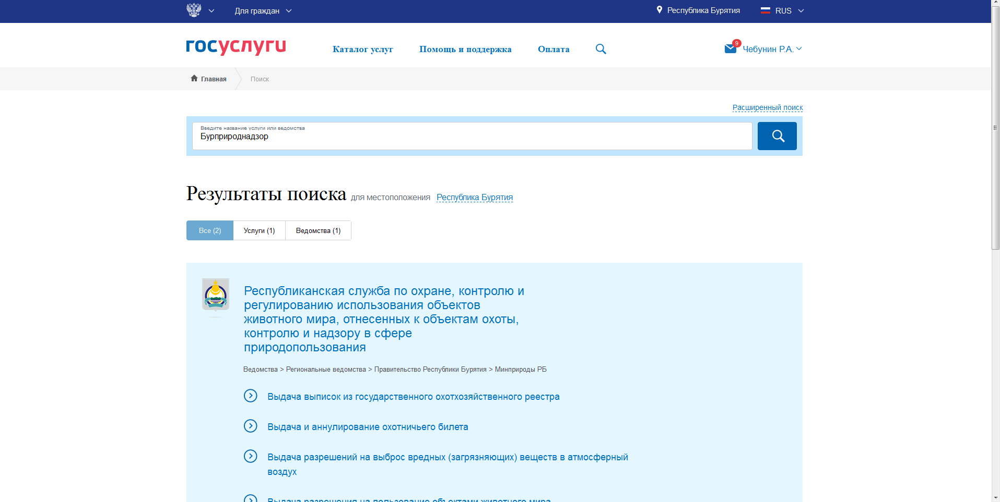 Для граждан
Республика Бурятия
RUS
госуслуги
Каталог услуг
Помощь и поддержка
Оплата
9
Чебунин Р.А.
Главная
Поиск
Расширенный поиск
Введите название услуги или ведомства
Бурприроднадзор
Результаты поиска для местоположения Республика Бурятия
Все (2)
Услуги (1)
Ведомства (1)
Республиканская служба по охране, контролю и
регулированию использования объектов
животного мира, отнесенных к объектам охоты,
контролю и надзору в сфере
природопользования
Ведомства > Региональные ведомства > Правительство Республики Бурятия > Минприроды РБ
Выдача выписок из государственного охотхозяйственного реестра
Выдача и аннулирование охотничьего билета
Выдача разрешений на выброс вредных (загрязняющих) веществ в атмосферный
воздух
Выдача разрешения на пользование объектами животного мира